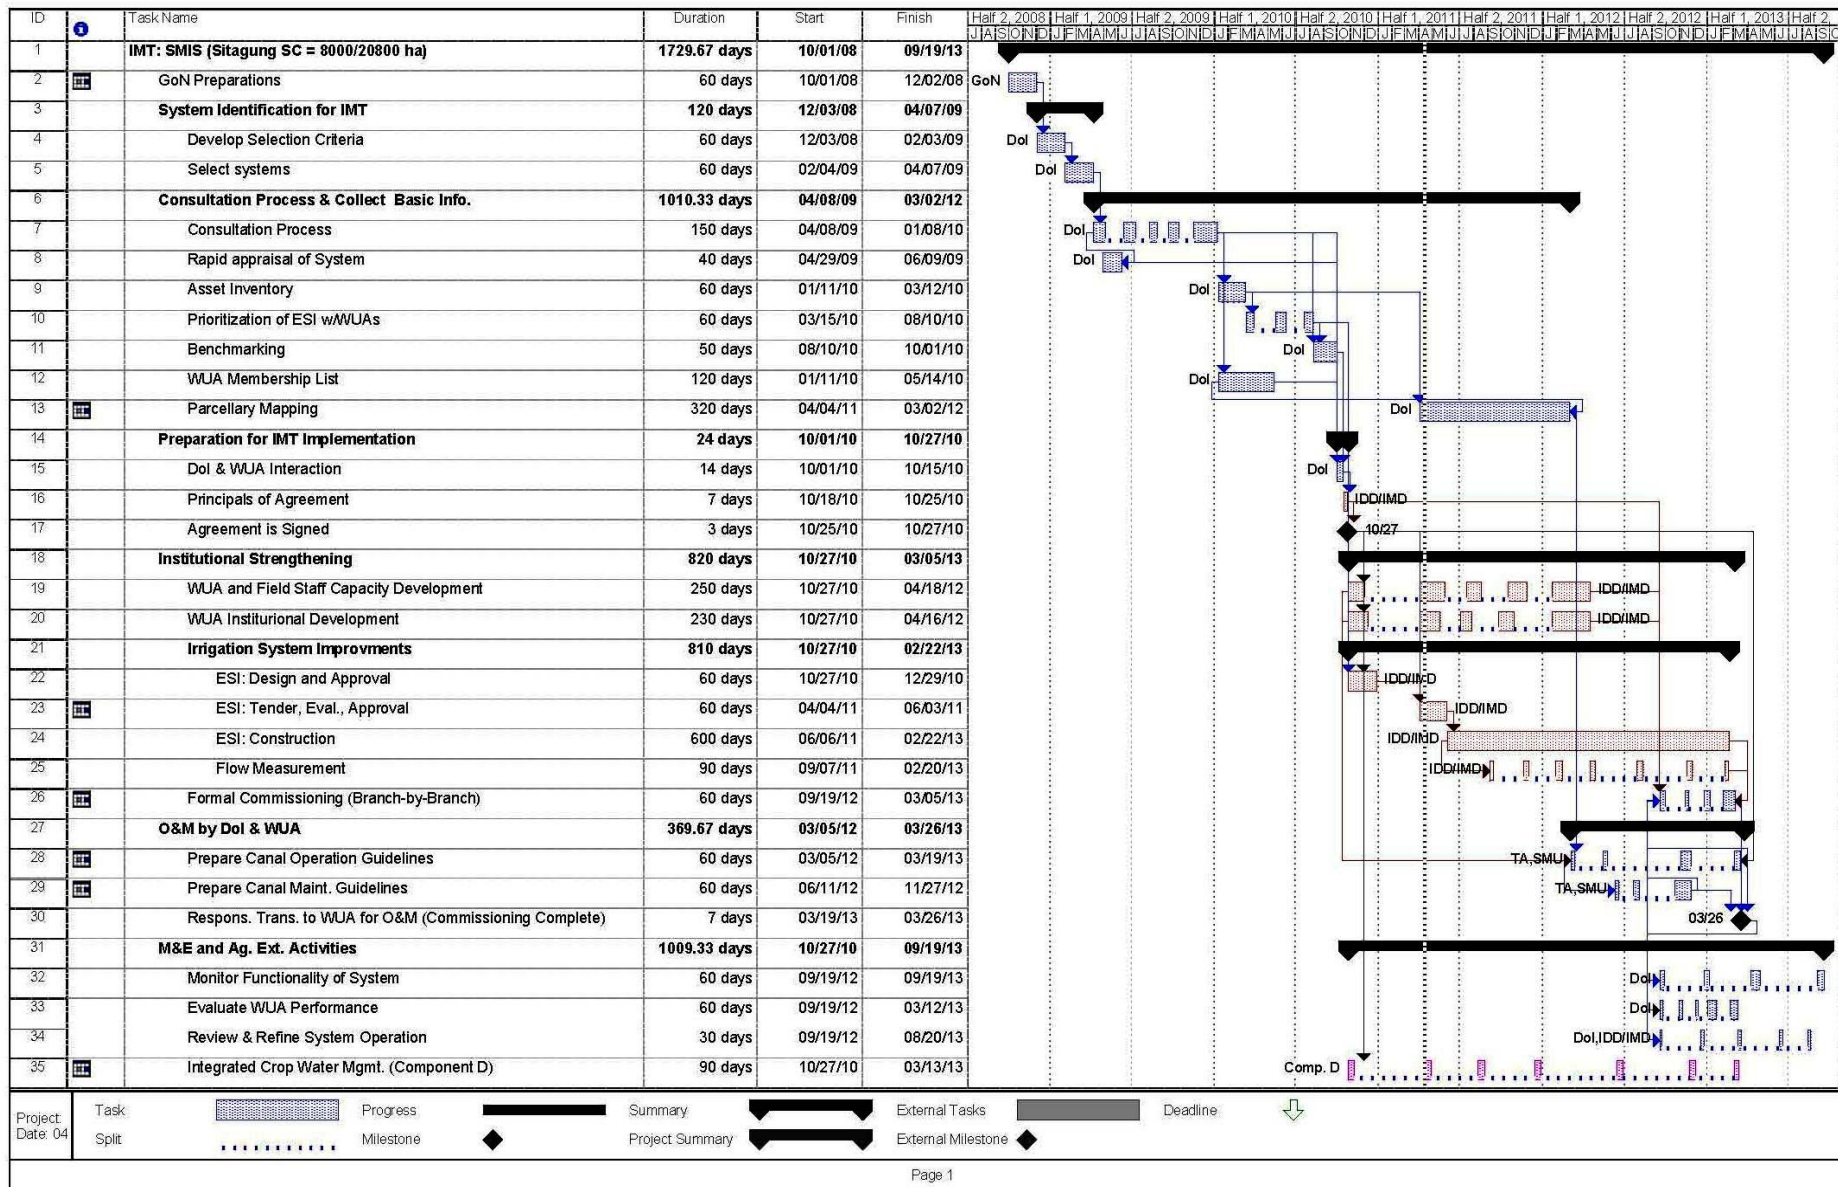 ID Task Name Duration Start Finish Half 2, 2008 Half 1, 2009 Half 2, 2009 Half 1, 2010 Half 2, 2010 Half 1, 2011 Half 2, 2011 Half 1, 2012 Half 2, 2012 Half 1, 2013 Half 2,
J A S O N D J F M A M J J A S O N D J F M A M J J A S O N D J F M A M J J A S O N D J F M A M J J A S O N D J F M A M J J A S O
1 IMT: SMIS (Sitagung SC = 8000/20800 ha) 1729.67 days 10/01/08 09/19/13
2 GoN Preparations 60 days 10/01/08 12/02/08 GoN
3 System Identification for IMT 120 days 12/03/08 04/07/09
4 Develop Selection Criteria 60 days 12/03/08 02/03/09 DoI
5 Select systems 60 days 02/04/09 04/07/09 DoI
6 Consultation Process & Collect Basic Info. 1010.33 days 04/08/09 03/02/12
7 Consultation Process 150 days 04/08/09 01/08/10 DoI
8 Rapid appraisal of System 40 days 04/29/09 06/09/09 DoI
9 Asset Inventory 60 days 01/11/10 03/12/10 DoI
10 Prioritization of ESI w/WUAs 60 days 03/15/10 08/10/10
11 Benchmarking 50 days 08/10/10 10/01/10 DoI
12 WUA Membership List 120 days 01/11/10 05/14/10 DoI
13 Parcellary Mapping 320 days 04/04/11 03/02/12 DoI
14 Preparation for IMT Implementation 24 days 10/01/10 10/27/10
15 DoI & WUA Interaction 14 days 10/01/10 10/15/10 DoI
16 Principals of Agreement 7 days 10/18/10 10/25/10 IDD/IMD
17 Agreement is Signed 3 days 10/25/10 10/27/10 10/27
18 Institutional Strengthening 820 days 10/27/10 03/05/13
19 WUA and Field Staff Capacity Development 250 days 10/27/10 04/18/12 IDD/IMD
20 WUA Institurional Development 230 days 10/27/10 04/16/12 IDD/IMD
21 Irrigation System Improvments 810 days 10/27/10 02/22/13
22 ESI: Design and Approval 60 days 10/27/10 12/29/10 IDD/IMD
23 ESI: Tender, Eval., Approval 60 days 04/04/11 06/03/11 IDD/IMD
24 ESI: Construction 600 days 06/06/11 02/22/13 IDD/IMD
25 Flow Measurement 90 days 09/07/11 02/20/13 IDD/IMD
26 Formal Commissioning (Branch-by-Branch) 60 days 09/19/12 03/05/13
27 O&M by DoI & WUA 369.67 days 03/05/12 03/26/13
28 Prepare Canal Operation Guidelines 60 days 03/05/12 03/19/13 TA,SMU
29 Prepare Canal Maint. Guidelines 60 days 06/11/12 11/27/12 TA,SMU
30 Respons. Trans. to WUA for O&M (Commissioning Complete) 7 days 03/19/13 03/26/13 03/26
31 M&E and Ag. Ext. Activities 1009.33 days 10/27/10 09/19/13
32 Monitor Functionality of System 60 days 09/19/12 09/19/13 DoI
33 Evaluate WUA Performance 60 days 09/19/12 03/12/13 DoI
34 Review & Refine System Operation 30 days 09/19/12 08/20/13 DoI,IDD/IMD
35 Integrated Crop Water Mgmt. (Component D) 90 days 10/27/10 03/13/13 Comp. D
Project:
Date: 04
Task Progress Summary External Tasks Deadline
Split Milestone Project Summary External Milestone
Page 1